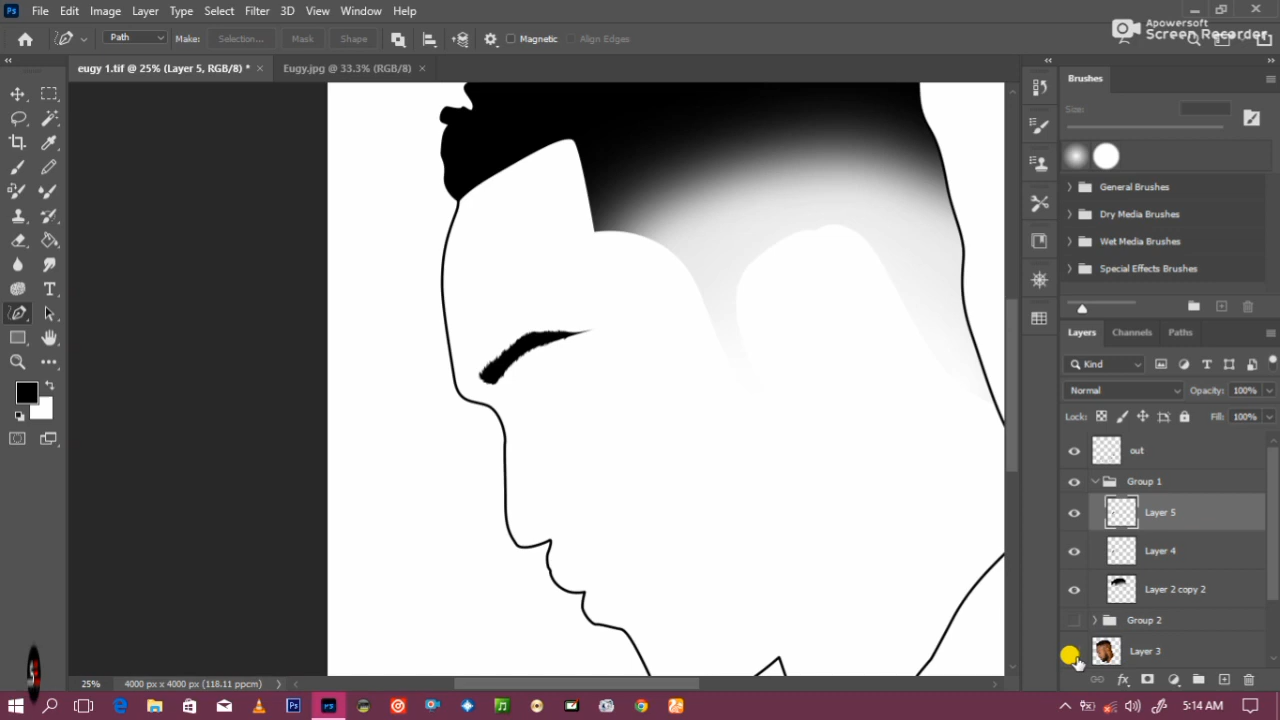 Ps File Edit Image Layer Type Select Filter 3D View Window Help
Apowersoft
Screen Recorder
Path Make: Selection... Mask Shape Magnetic Align Edges
eugy 1.tif @ 25% (Layer 5, RGB/8) * × Eugy.jpg @ 33.3% (RGB/8) ×
Brushes
Size:
General Brushes
Dry Media Brushes
Wet Media Brushes
Special Effects Brushes
Layers Channels Paths
Kind
Normal Opacity: 100%
Lock: Fill: 100%
out
Group 1
Layer 5
Layer 4
Layer 2 copy 2
Group 2
Layer 3
25% 4000 px x 4000 px (118.11 ppcm)
5:14 AM